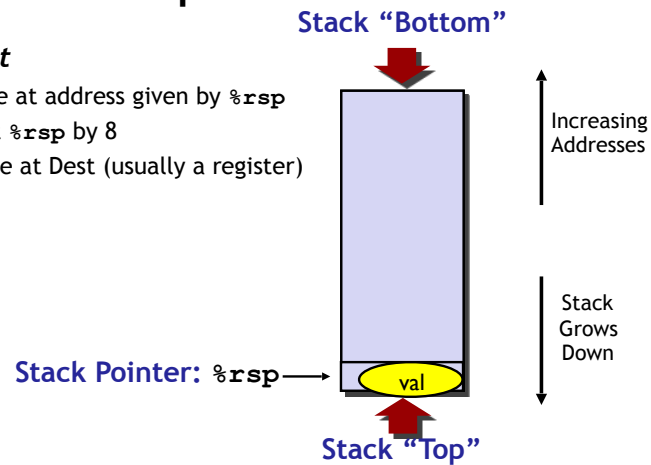 Stack “Bottom”
e at address given by %rsp
%rsp by 8
e at Dest (usually a register)
Increasing
Addresses
Stack
Grows
Down
Stack Pointer: %rsp
val
Stack “Top”